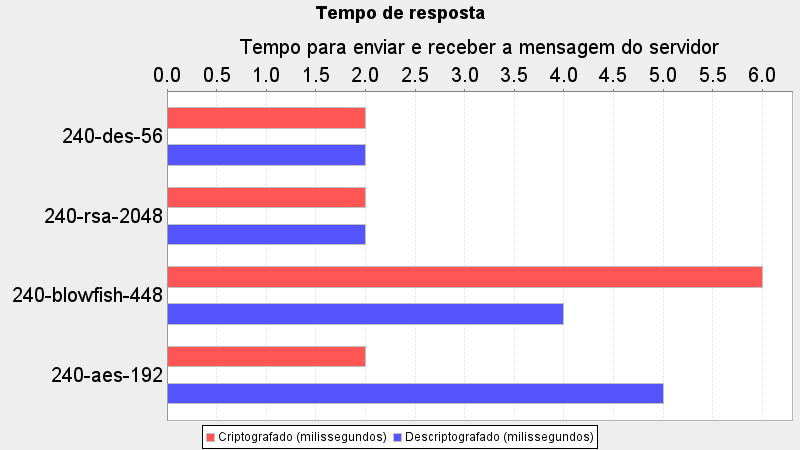 Tempo de resposta
Tempo para enviar e receber a mensagem do servidor
0.0 0.5 1.0 1.5 2.0 2.5 3.0 3.5 4.0 4.5 5.0 5.5 6.0
240-des-56
240-rsa-2048
240-blowfish-448
240-aes-192
Criptografado (milissegundos) Descriptografado (milissegundos)